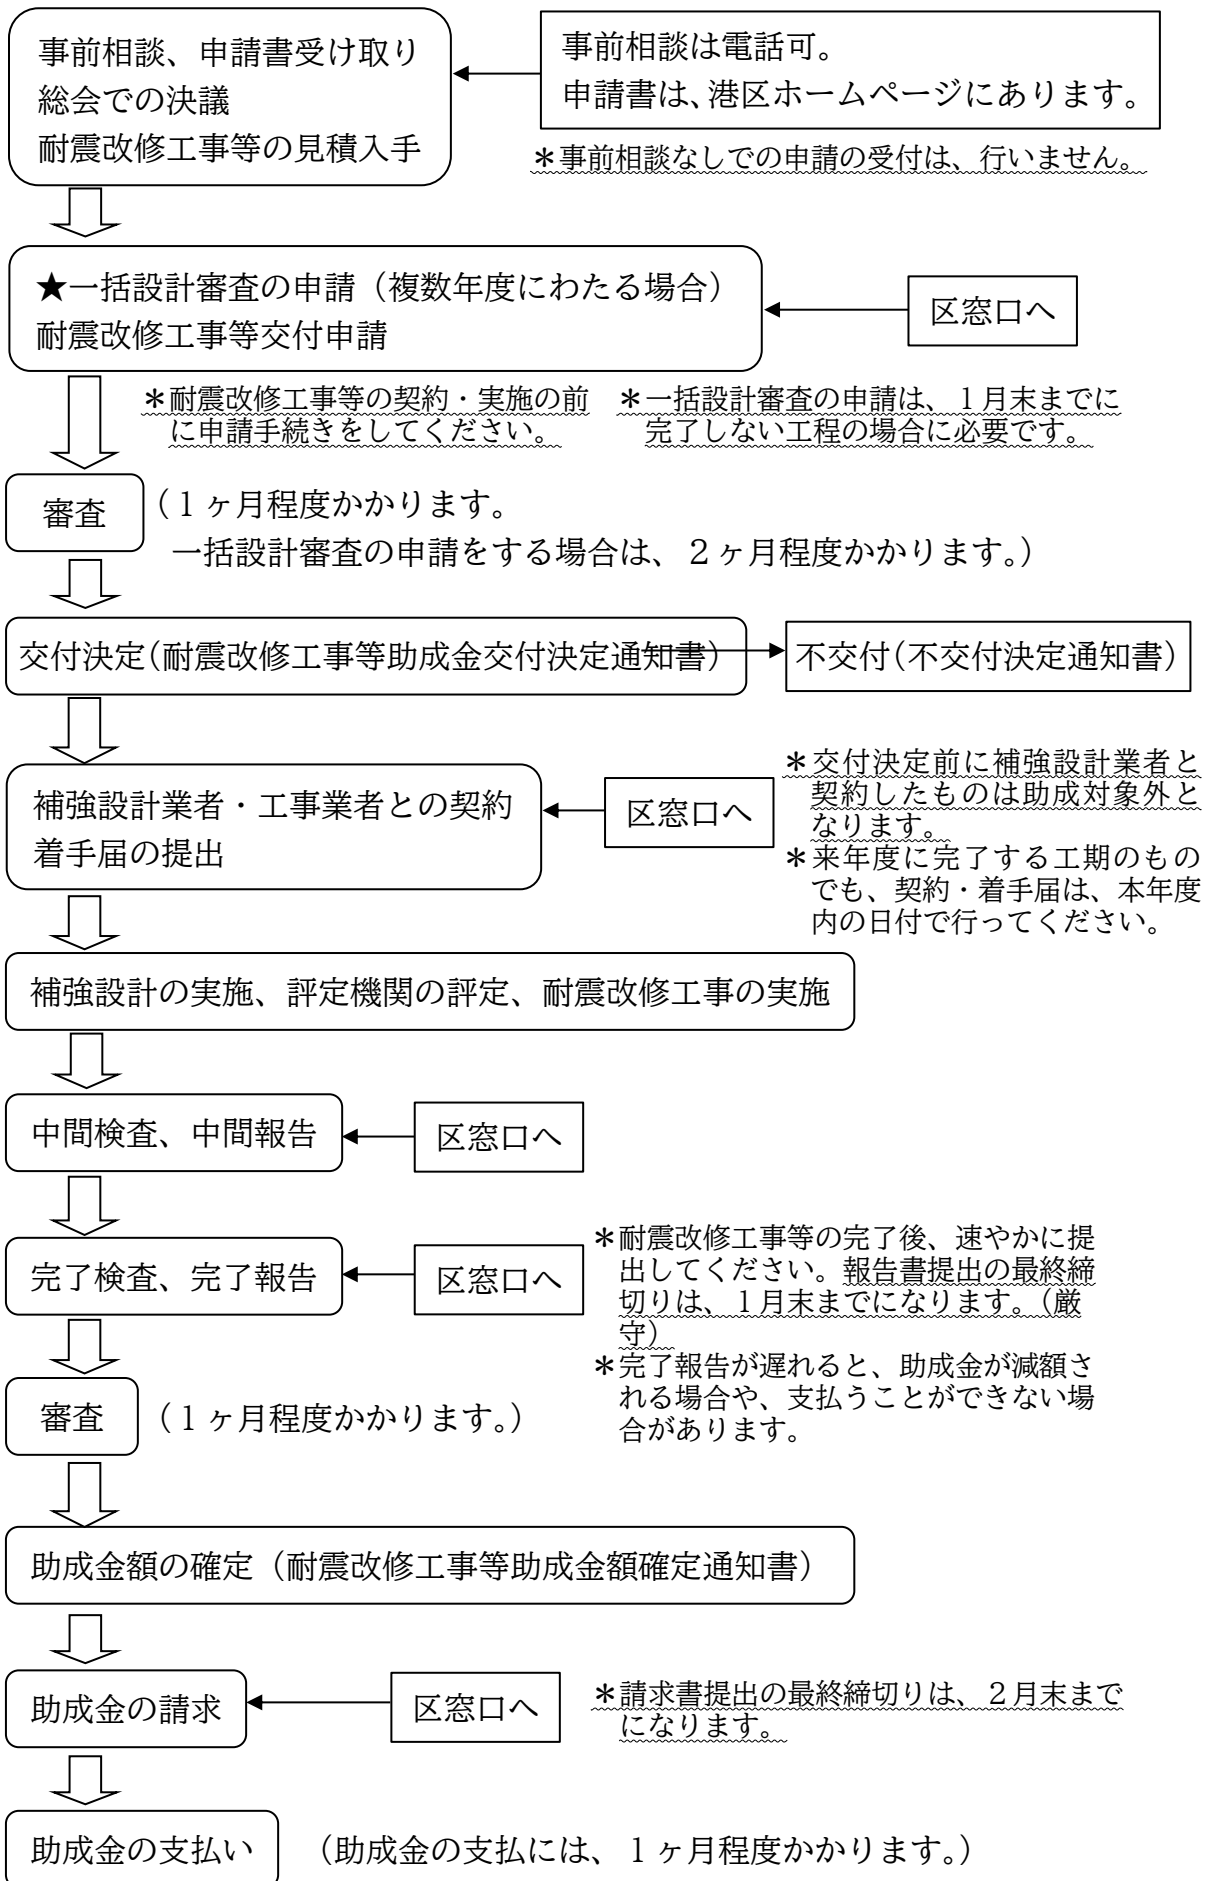 事前相談、申請書受け取り
総会での決議
耐震改修工事等の見積入手
事前相談は電話可。
申請書は、港区ホームページにあります。
＊事前相談なしでの申請の受付は、行いません。
★一括設計審査の申請（複数年度にわたる場合）
耐震改修工事等交付申請
区窓口へ
＊耐震改修工事等の契約・実施の前
に申請手続きをしてください。
＊一括設計審査の申請は、１月末までに
完了しない工程の場合に必要です。
審査
（１ヶ月程度かかります。
一括設計審査の申請をする場合は、２ヶ月程度かかります。）
交付決定（耐震改修工事等助成金交付決定通知書）
不交付（不交付決定通知書）
補強設計業者・工事業者との契約
着手届の提出
区窓口へ
＊交付決定前に補強設計業者と
契約したものは助成対象外と
なります。
＊来年度に完了する工期のもの
でも、契約・着手届は、本年度
内の日付で行ってください。
補強設計の実施、評定機関の評定、耐震改修工事の実施
中間検査、中間報告
区窓口へ
完了検査、完了報告
区窓口へ
＊耐震改修工事等の完了後、速やかに提
出してください。報告書提出の最終締
切りは、１月末までになります。（厳
守）
＊完了報告が遅れると、助成金が減額さ
れる場合や、支払うことができない場
合があります。
審査
（１ヶ月程度かかります。）
助成金額の確定（耐震改修工事等助成金額確定通知書）
助成金の請求
区窓口へ
＊請求書提出の最終締切りは、２月末まで
になります。
助成金の支払い
（助成金の支払には、１ヶ月程度かかります。）